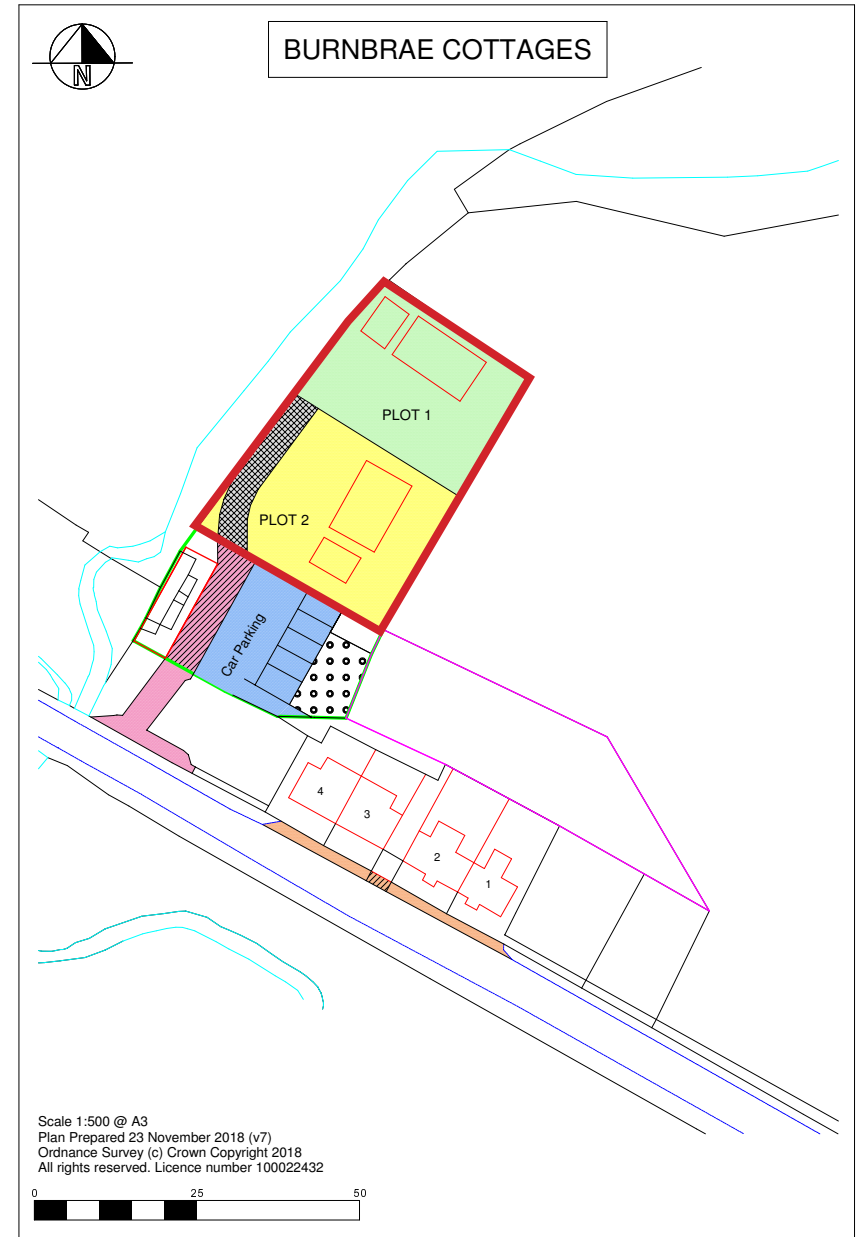 BURNBRAE COTTAGES
N
PLOT 1
PLOT 2
Car Parking
4
3
2
1
Scale 1:500 @ A3
Plan Prepared 23 November 2018 (v7)
Ordnance Survey (c) Crown Copyright 2018
All rights reserved. Licence number 100022432
0 25 50